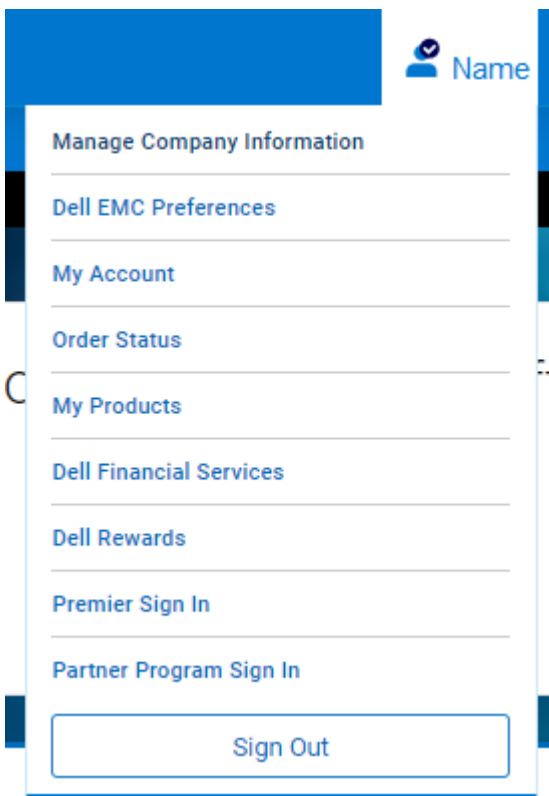 Name
Manage Company Information
Dell EMC Preferences
My Account
Order Status
My Products
Dell Financial Services
Dell Rewards
Premier Sign In
Partner Program Sign In
Sign Out